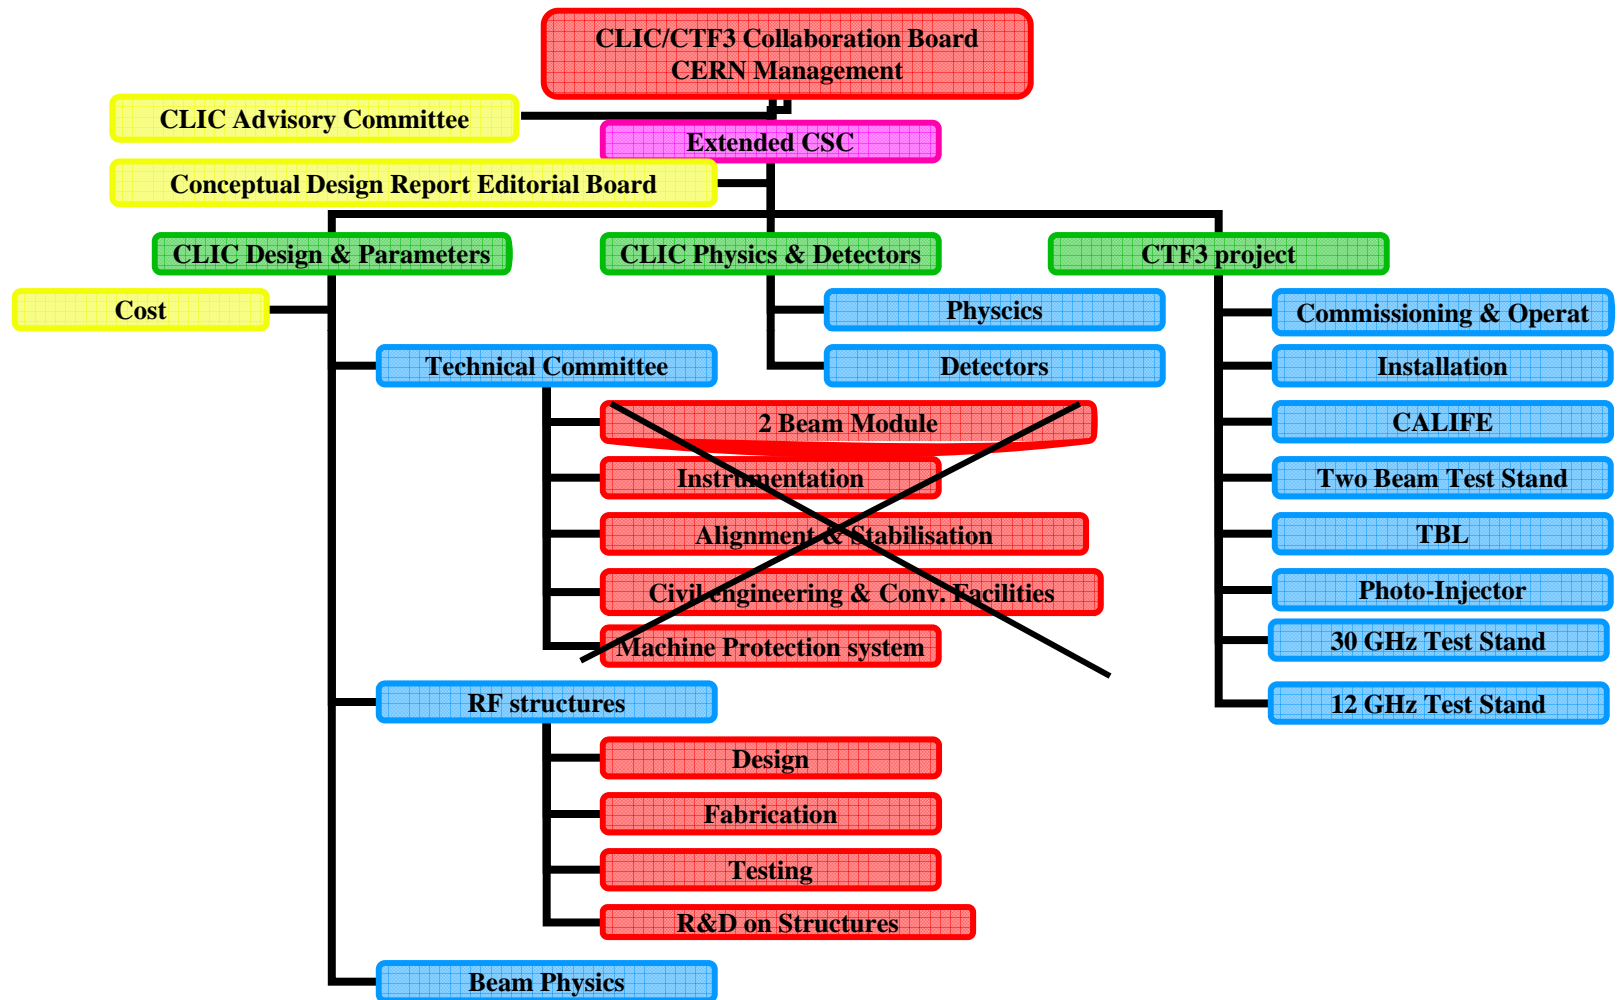 CLIC/CTF3 Collaboration Board
CERN Management
CLIC Advisory Committee
Extended CSC
Conceptual Design Report Editorial Board
CLIC Design & Parameters
CLIC Physics & Detectors
CTF3 project
Cost
Physcics
Commissioning & Operat
Technical Committee
Detectors
Installation
2 Beam Module
CALIFE
Instrumentation
Two Beam Test Stand
Alignment & Stabilisation
TBL
Civil engineering & Conv. Facilities
Photo-Injector
Machine Protection system
30 GHz Test Stand
RF structures
12 GHz Test Stand
Design
Fabrication
Testing
R&D on Structures
Beam Physics